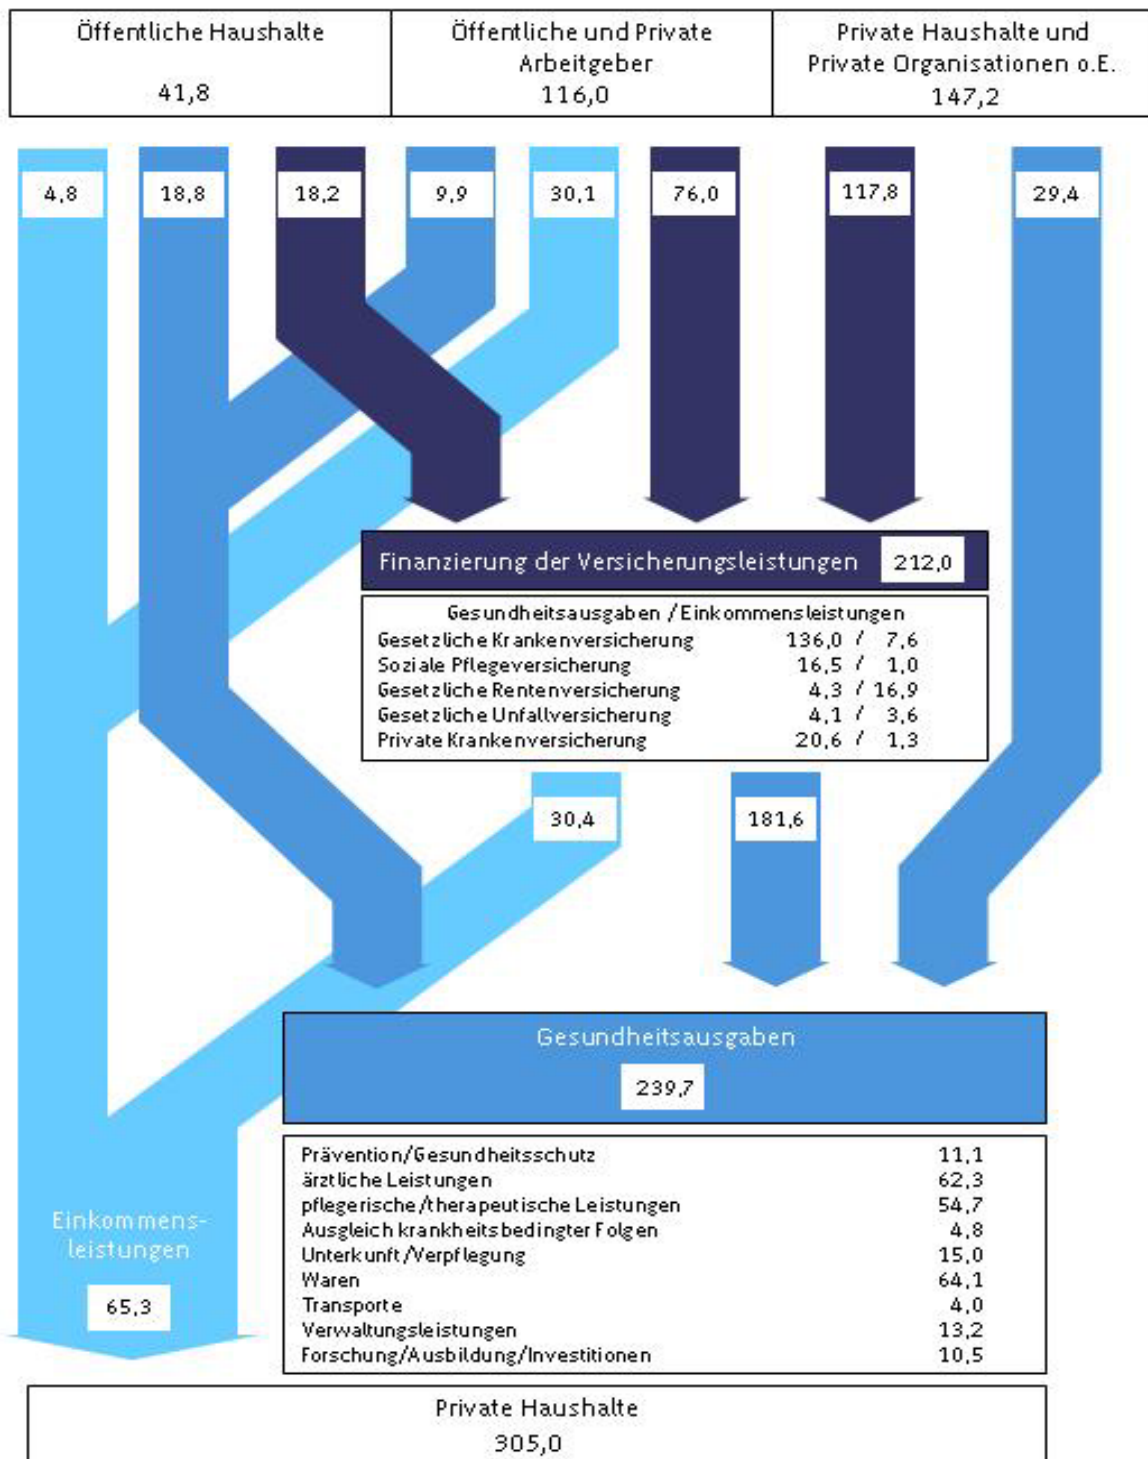 Öffentliche Haushalte
41,8
Öffentliche und Private
Arbeitgeber
116,0
Private Haushalte und
Private Organisationen o.E.
147,2
4,8
18,8
18,2
9,9
30,1
76,0
117,8
29,4
Finanzierung der Versicherungsleistungen 212,0
Gesundheitsausgaben / Einkommensleistungen
Gesetzliche Krankenversicherung 136,0 / 7,6
Soziale Pflegeversicherung 16,5 / 1,0
Gesetzliche Rentenversicherung 4,3 / 16,9
Gesetzliche Unfallversicherung 4,1 / 3,6
Private Krankenversicherung 20,6 / 1,3
30,4
181,6
Gesundheitsausgaben
239,7
Prävention/Gesundheitsschutz 11,1
ärztliche Leistungen 62,3
pflegerische/therapeutische Leistungen 54,7
Ausgleich krankheitsbedingter Folgen 4,8
Unterkunft/Verpflegung 15,0
Waren 64,1
Transporte 4,0
Verwaltungsleistungen 13,2
Forschung/Ausbildung/Investitionen 10,5
Einkommens-
leistungen
65,3
Private Haushalte
305,0